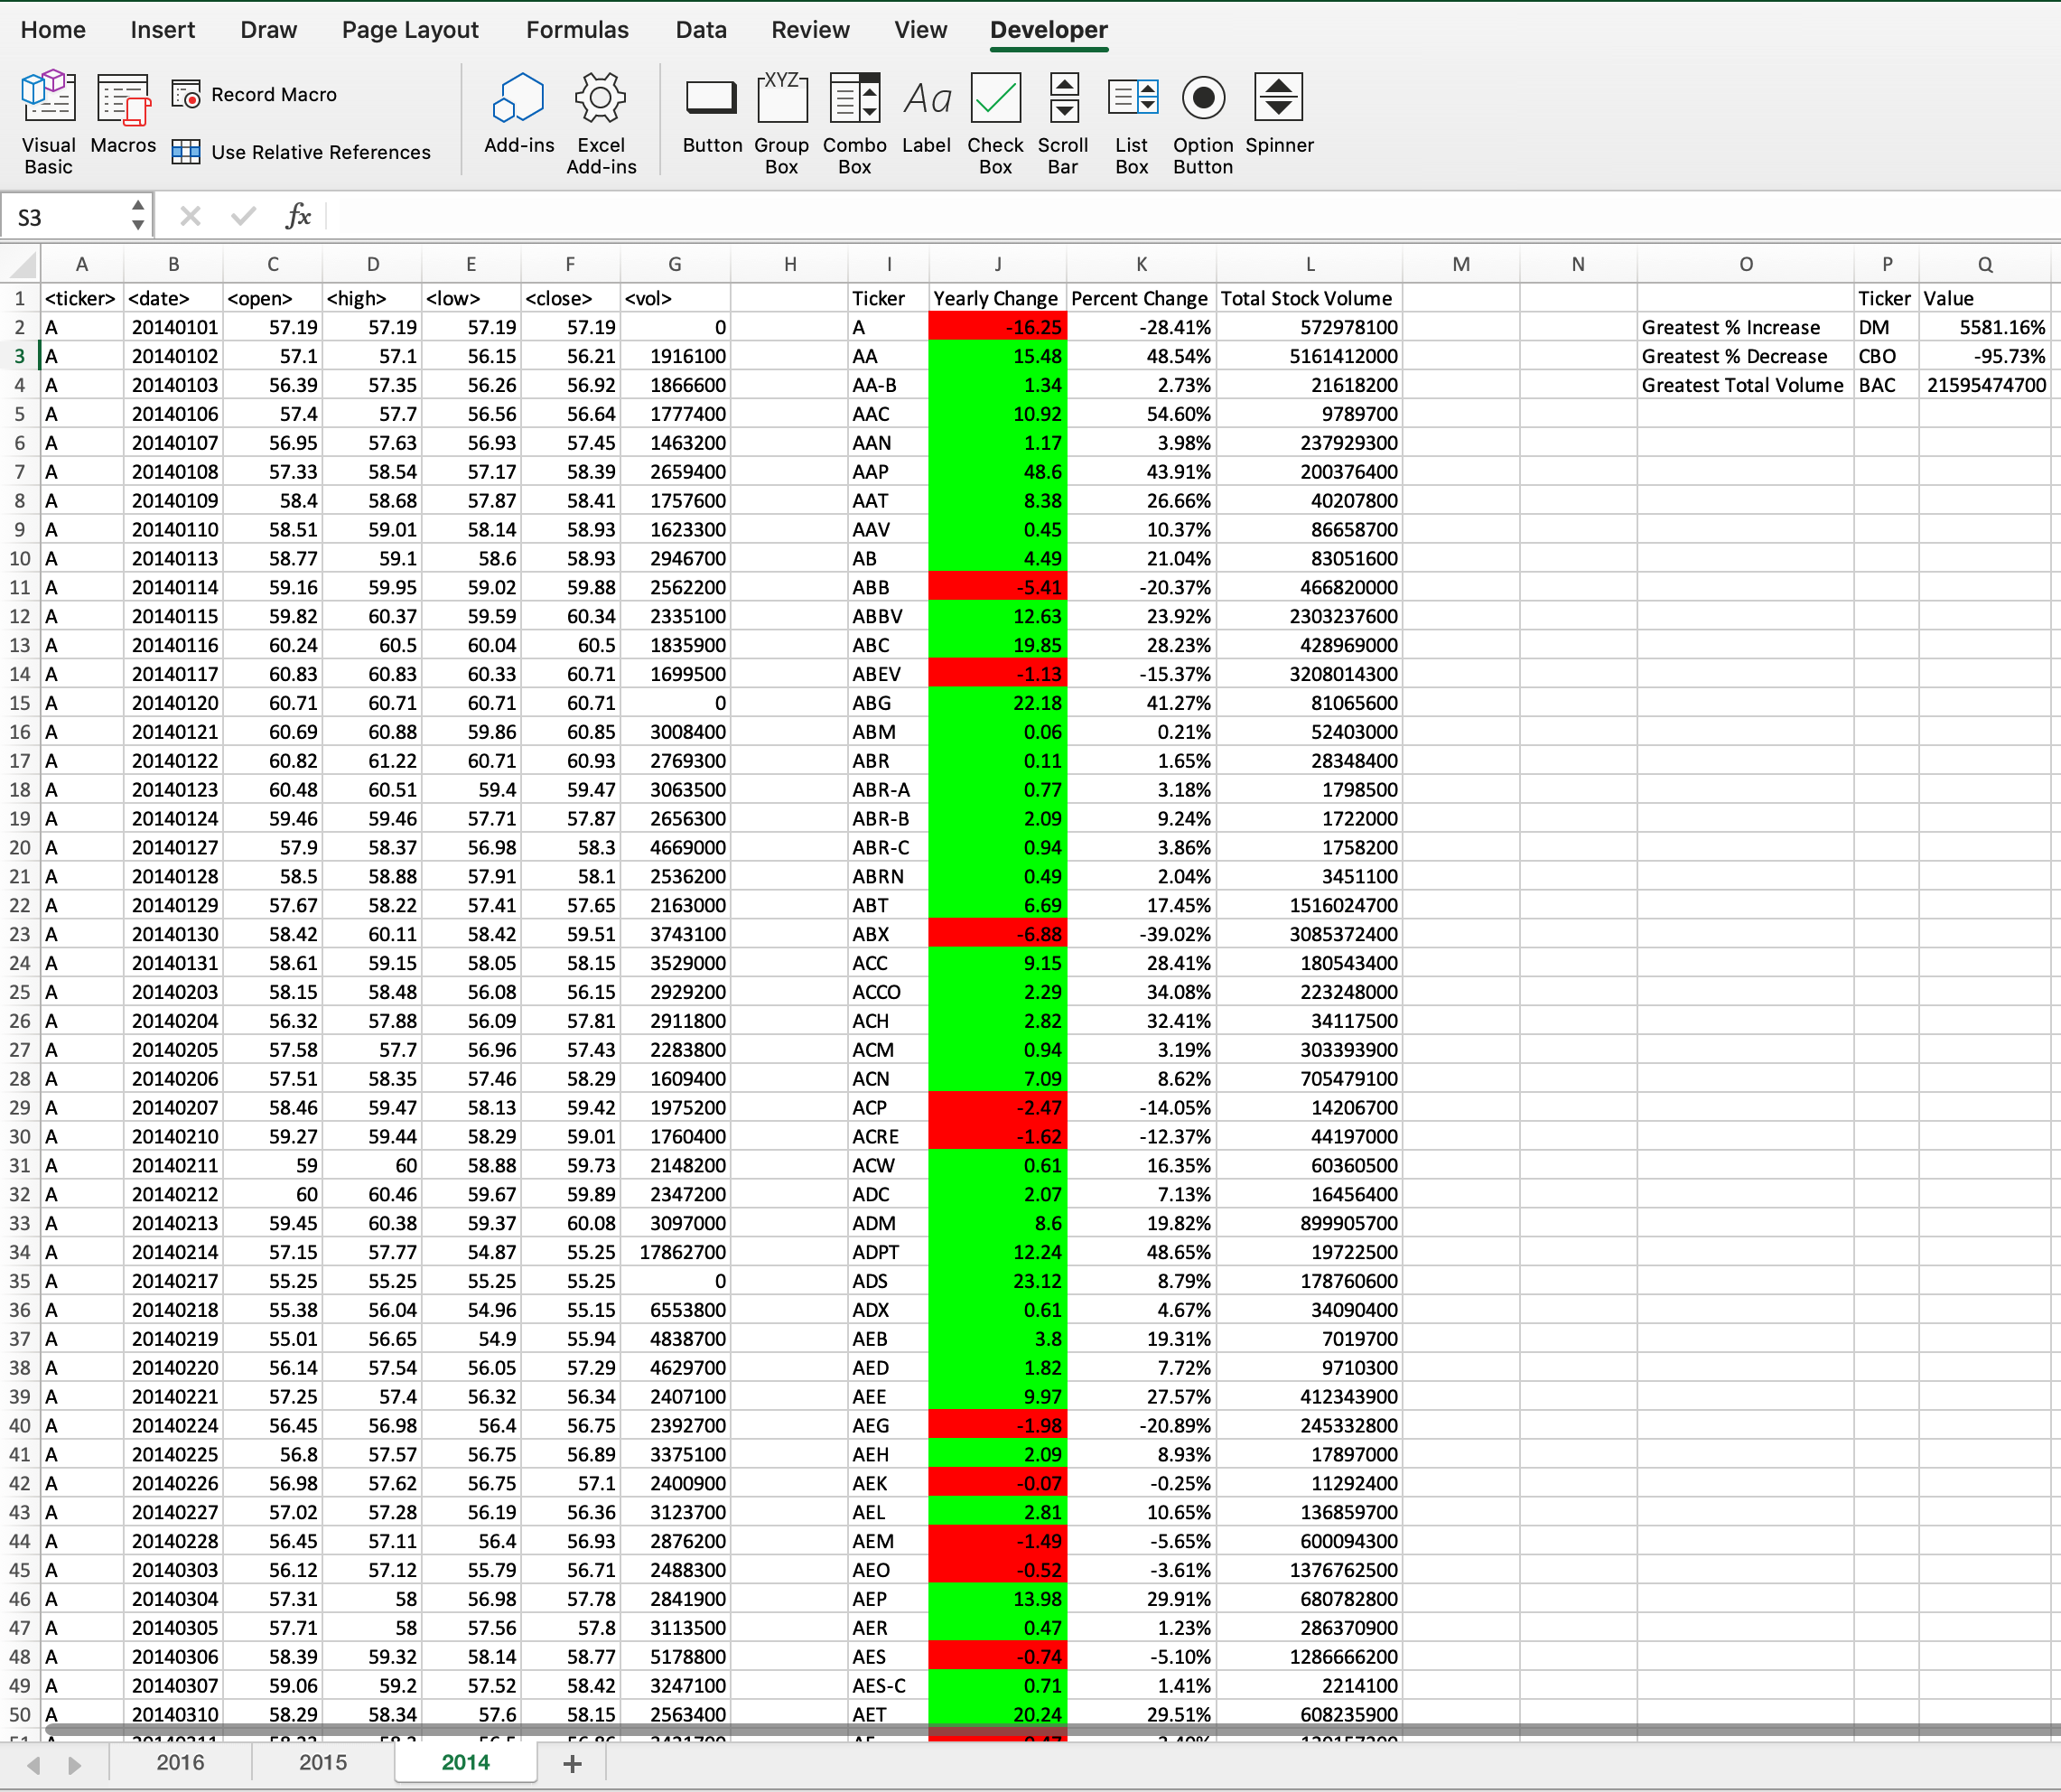 Home Insert Draw Page Layout Formulas Data Review View Developer
Record Macro
XYZ Aa
Visual Basic Macros Use Relative References Add-ins Excel Add-ins Button Group Box Combo Box Label Check Box Scroll Bar List Box Option Button Spinner
S3 fx
A B C D E F G H I J K L M N O P Q
1 <ticker> <date> <open> <high> <low> <close> <vol> Ticker Yearly Change Percent Change Total Stock Volume Ticker Value
2 A 20140101 57.19 57.19 57.19 57.19 0 A -16.25 -28.41% 572978100 Greatest % Increase DM 5581.16%
3 A 20140102 57.1 57.1 56.15 56.21 1916100 AA 15.48 48.54% 5161412000 Greatest % Decrease CBO -95.73%
4 A 20140103 56.39 57.35 56.26 56.92 1866600 AA-B 1.34 2.73% 21618200 Greatest Total Volume BAC 21595474700
5 A 20140106 57.4 57.7 56.56 56.64 1777400 AAC 10.92 54.60% 9789700
6 A 20140107 56.95 57.63 56.93 57.45 1463200 AAN 1.17 3.98% 237929300
7 A 20140108 57.33 58.54 57.17 58.39 2659400 AAP 48.6 43.91% 200376400
8 A 20140109 58.4 58.68 57.87 58.41 1757600 AAT 8.38 26.66% 40207800
9 A 20140110 58.51 59.01 58.14 58.93 1623300 AAV 0.45 10.37% 86658700
10 A 20140113 58.77 59.1 58.6 58.93 2946700 AB 4.49 21.04% 83051600
11 A 20140114 59.16 59.95 59.02 59.88 2562200 ABB -5.41 -20.37% 466820000
12 A 20140115 59.82 60.37 59.59 60.34 2335100 ABBV 12.63 23.92% 2303237600
13 A 20140116 60.24 60.5 60.04 60.5 1835900 ABC 19.85 28.23% 428969000
14 A 20140117 60.83 60.83 60.33 60.71 1699500 ABEV -1.13 -15.37% 3208014300
15 A 20140120 60.71 60.71 60.71 60.71 0 ABG 22.18 41.27% 81065600
16 A 20140121 60.69 60.88 59.86 60.85 3008400 ABM 0.06 0.21% 52403000
17 A 20140122 60.82 61.22 60.71 60.93 2769300 ABR 0.11 1.65% 28348400
18 A 20140123 60.48 60.51 59.4 59.47 3063500 ABR-A 0.77 3.18% 1798500
19 A 20140124 59.46 59.46 57.71 57.87 2656300 ABR-B 2.09 9.24% 1722000
20 A 20140127 57.9 58.37 56.98 58.3 4669000 ABR-C 0.94 3.86% 1758200
21 A 20140128 58.5 58.88 57.91 58.1 2536200 ABRN 0.49 2.04% 3451100
22 A 20140129 57.67 58.22 57.41 57.65 2163000 ABT 6.69 17.45% 1516024700
23 A 20140130 58.42 60.11 58.42 59.51 3743100 ABX -6.88 -39.02% 3085372400
24 A 20140131 58.61 59.15 58.05 58.15 3529000 ACC 9.15 28.41% 180543400
25 A 20140203 58.15 58.48 56.08 56.15 2929200 ACCO 2.29 34.08% 223248000
26 A 20140204 56.32 57.88 56.09 57.81 2911800 ACH 2.82 32.41% 34117500
27 A 20140205 57.58 57.7 56.96 57.43 2283800 ACM 0.94 3.19% 303393900
28 A 20140206 57.51 58.35 57.46 58.29 1609400 ACN 7.09 8.62% 705479100
29 A 20140207 58.46 59.47 58.13 59.42 1975200 ACP -2.47 -14.05% 14206700
30 A 20140210 59.27 59.44 58.29 59.01 1760400 ACRE -1.62 -12.37% 44197000
31 A 20140211 59 60 58.88 59.73 2148200 ACW 0.61 16.35% 60360500
32 A 20140212 60 60.46 59.67 59.89 2347200 ADC 2.07 7.13% 16456400
33 A 20140213 59.45 60.38 59.37 60.08 3097000 ADM 8.6 19.82% 899905700
34 A 20140214 57.15 57.77 54.87 55.25 17862700 ADPT 12.24 48.65% 19722500
35 A 20140217 55.25 55.25 55.25 55.25 0 ADS 23.12 8.79% 178760600
36 A 20140218 55.38 56.04 54.96 55.15 6553800 ADX 0.61 4.67% 34090400
37 A 20140219 55.01 56.65 54.9 55.94 4838700 AEB 3.8 19.31% 7019700
38 A 20140220 56.14 57.54 56.05 57.29 4629700 AED 1.82 7.72% 9710300
39 A 20140221 57.25 57.4 56.32 56.34 2407100 AEE 9.97 27.57% 412343900
40 A 20140224 56.45 56.98 56.4 56.75 2392700 AEG -1.98 -20.89% 245332800
41 A 20140225 56.8 57.57 56.75 56.89 3375100 AEH 2.09 8.93% 17897000
42 A 20140226 56.98 57.62 56.75 57.1 2400900 AEK -0.07 -0.25% 11292400
43 A 20140227 57.02 57.28 56.19 56.36 3123700 AEL 2.81 10.65% 136859700
44 A 20140228 56.45 57.11 56.4 56.93 2876200 AEM -1.49 -5.65% 600094300
45 A 20140303 56.12 57.12 55.79 56.71 2488300 AEO -0.52 -3.61% 1376762500
46 A 20140304 57.31 58 56.98 57.78 2841900 AEP 13.98 29.91% 680782800
47 A 20140305 57.71 58 57.56 57.8 3113500 AER 0.47 1.23% 286370900
48 A 20140306 58.39 59.32 58.14 58.77 5178800 AES -0.74 -5.10% 1286666200
49 A 20140307 59.06 59.2 57.52 58.42 3247100 AES-C 0.71 1.41% 2214100
50 A 20140310 58.29 58.34 57.6 58.15 2563400 AET 20.24 29.51% 608235900
2016 2015 2014 +